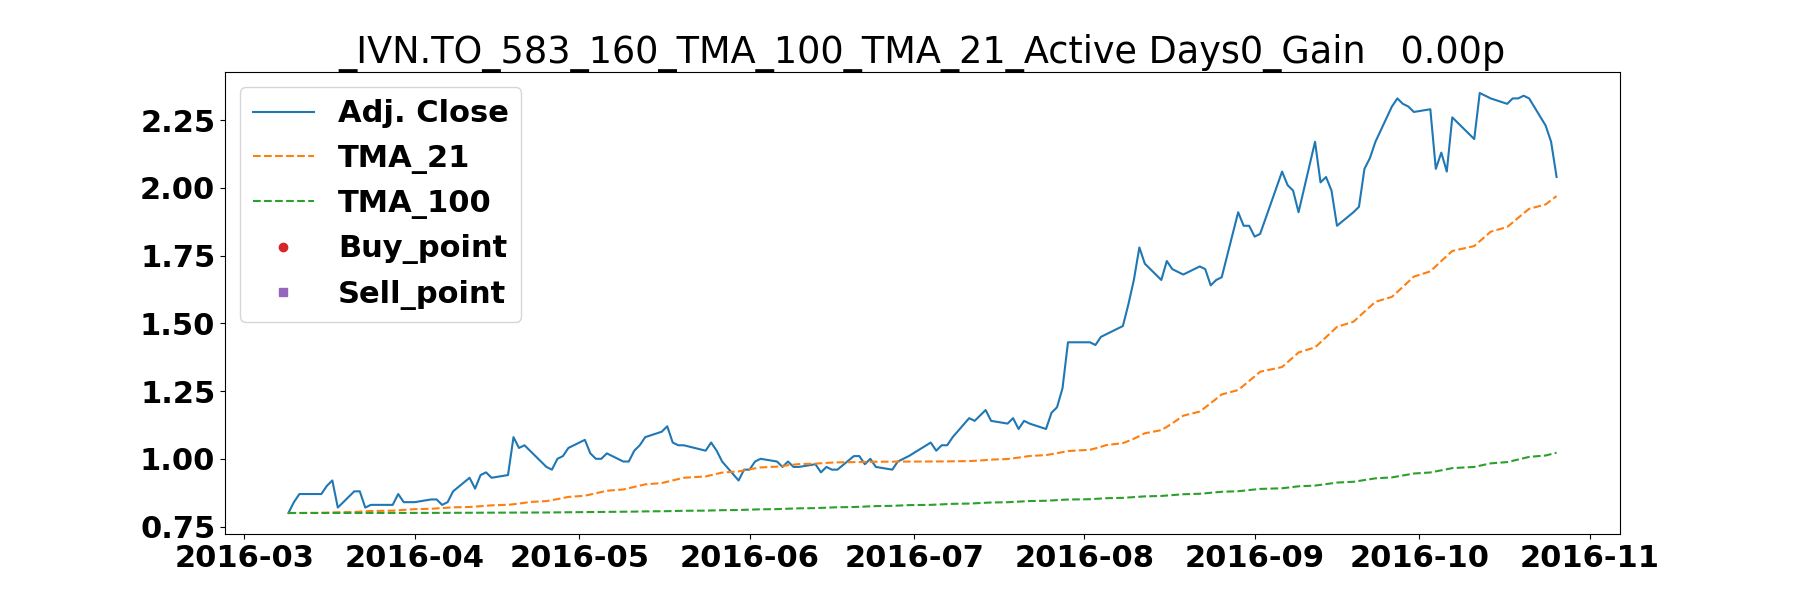 _IVN.TO_583_160_TMA_100_TMA_21_Active Days0_Gain   0.00p
Adj. Close
TMA_21
TMA_100
Buy_point
Sell_point
2.25
2.00
1.75
1.50
1.25
1.00
0.75
2016-03 2016-04 2016-05 2016-06 2016-07 2016-08 2016-09 2016-10 2016-11